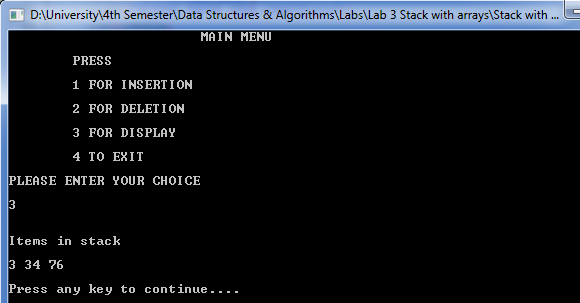 D:\University\4th Semester\Data Structures & Algorithms\Labs\Lab 3 Stack with arrays\Stack with ...
MAIN MENU
PRESS
1 FOR INSERTION
2 FOR DELETION
3 FOR DISPLAY
4 TO EXIT
PLEASE ENTER YOUR CHOICE
3
Items in stack
3 34 76
Press any key to continue....